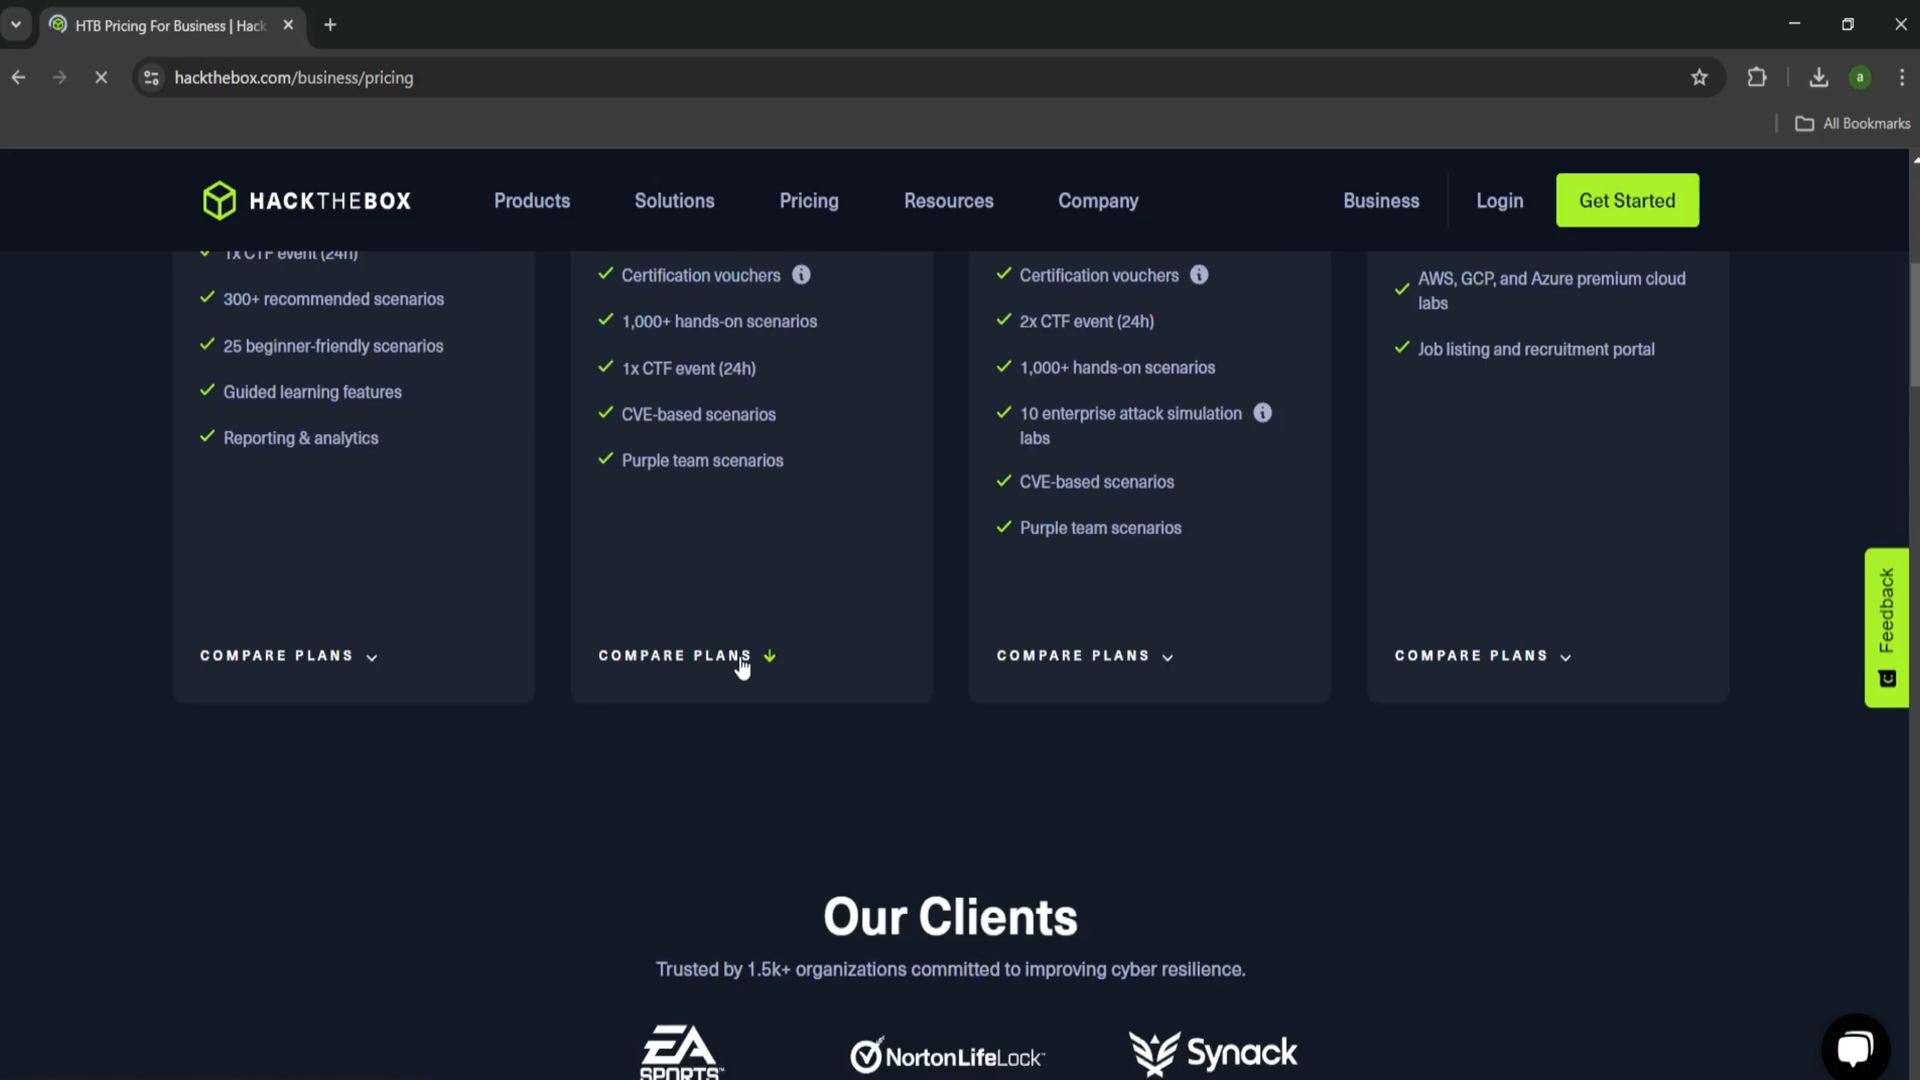 HTB Pricing For Business | Hack
hackthebox.com/business/pricing
a
All Bookmarks
HACKTHEBOX
Products
Solutions
Pricing
Resources
Company
Business
Login
Get Started
1x CTF event (24h)
300+ recommended scenarios
25 beginner-friendly scenarios
Guided learning features
Reporting & analytics
COMPARE PLANS
Certification vouchers
1,000+ hands-on scenarios
1x CTF event (24h)
CVE-based scenarios
Purple team scenarios
COMPARE PLANS
Certification vouchers
2x CTF event (24h)
1,000+ hands-on scenarios
10 enterprise attack simulation
labs
CVE-based scenarios
Purple team scenarios
COMPARE PLANS
AWS, GCP, and Azure premium cloud
labs
Job listing and recruitment portal
COMPARE PLANS
Feedback
Our Clients
Trusted by 1.5k+ organizations committed to improving cyber resilience.
EA
SPORTS™
NortonLifeLock
Synack